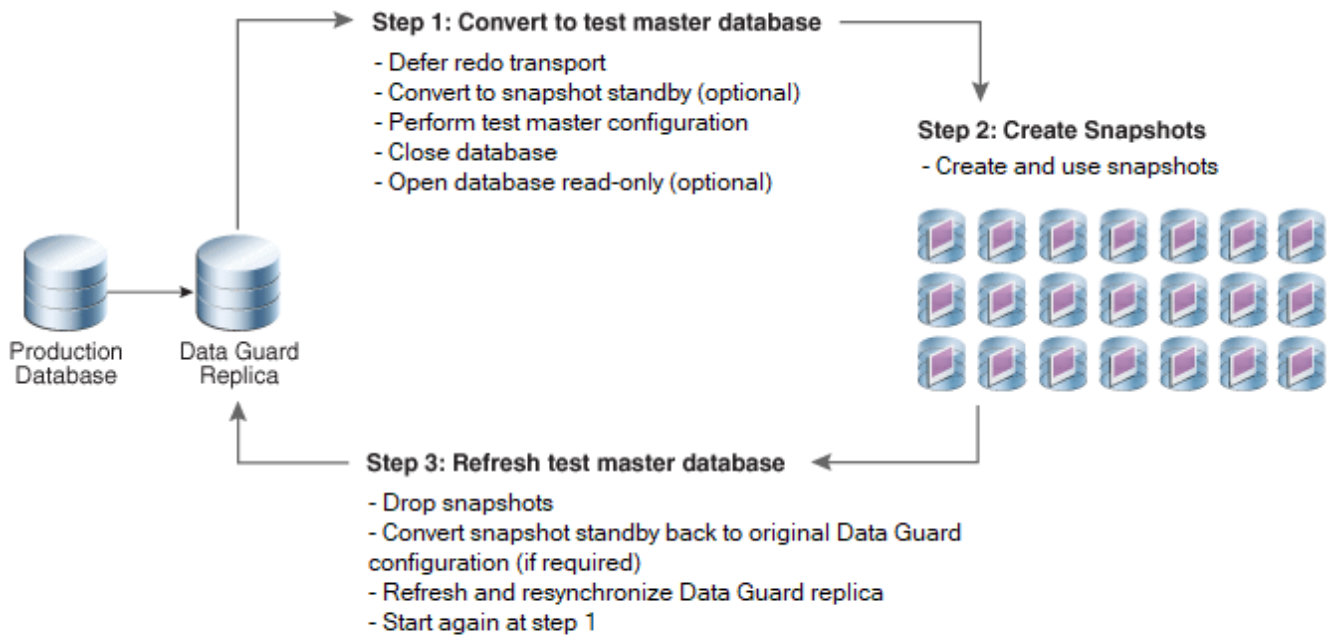 Step 1: Convert to test master database
- Defer redo transport
- Convert to snapshot standby (optional)
- Perform test master configuration
- Close database
- Open database read-only (optional)
Step 2: Create Snapshots
- Create and use snapshots
Production
Database
Data Guard
Replica
Step 3: Refresh test master database
- Drop snapshots
- Convert snapshot standby back to original Data Guard
configuration (if required)
- Refresh and resynchronize Data Guard replica
- Start again at step 1